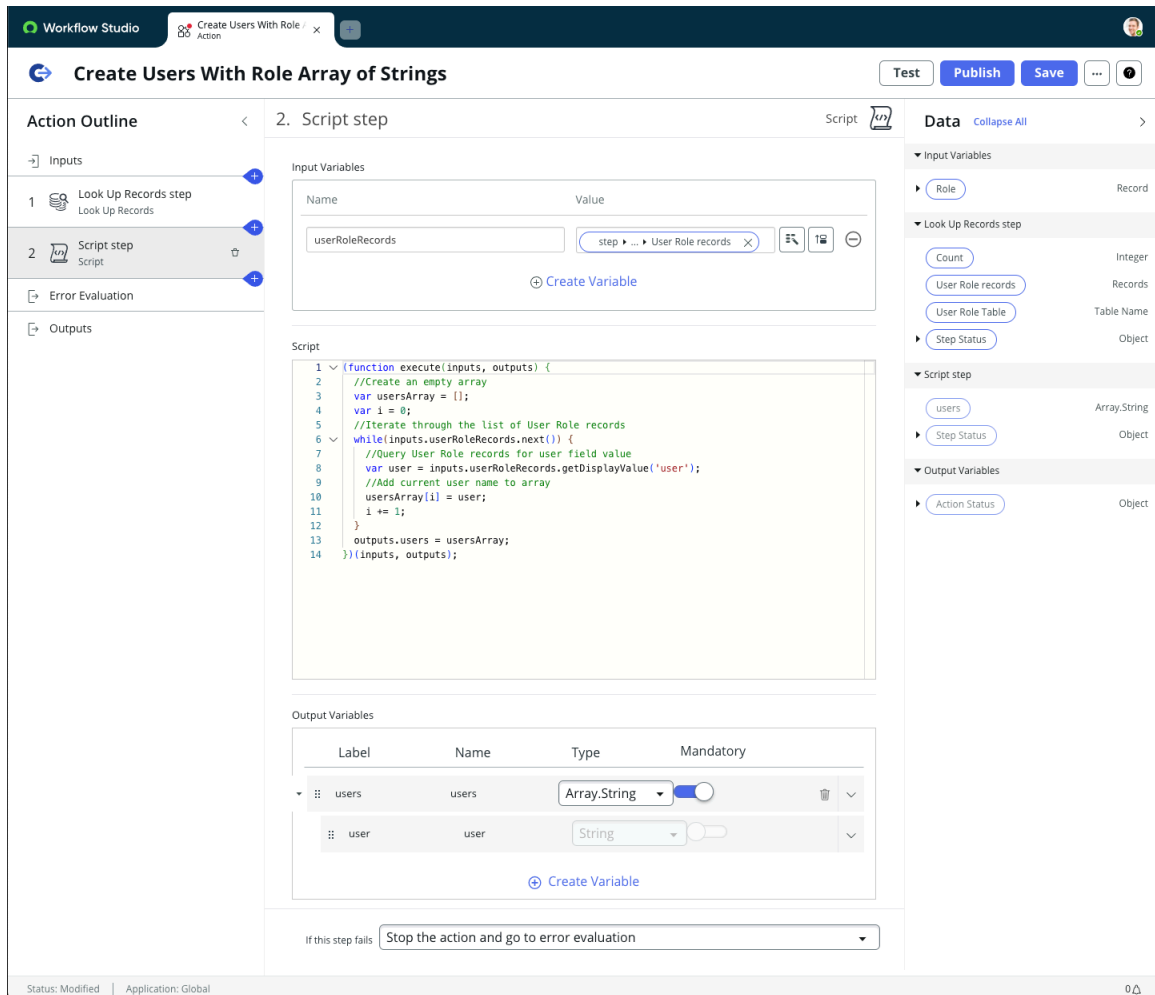 Workflow Studio
Create Users With Role A
Action
Create Users With Role Array of Strings
Test
Publish
Save
...
?
Action Outline
Inputs
1
Look Up Records step
Look Up Records
2
Script step
Script
Error Evaluation
Outputs
2. Script step
Script
Input Variables
Name
Value
userRoleRecords
step ▸ ... ▸ User Role records
Create Variable
Script
1 (function execute(inputs, outputs) {
2 //Create an empty array
3 var usersArray = [];
4 var i = 0;
5 //Iterate through the list of User Role records
6 while(inputs.userRoleRecords.next()) {
7 //Query User Role records for user field value
8 var user = inputs.userRoleRecords.getDisplayValue('user');
9 //Add current user name to array
10 usersArray[i] = user;
11 i += 1;
12 }
13 outputs.users = usersArray;
14 })(inputs, outputs);
Output Variables
Label Name Type Mandatory
users users Array.String
user user String
Create Variable
If this step fails Stop the action and go to error evaluation
Data Collapse All
Input Variables
Role Record
Look Up Records step
Count Integer
User Role records Records
User Role Table Table Name
Step Status Object
Script step
users Array.String
Step Status Object
Output Variables
Action Status Object
Status: Modified | Application: Global
0